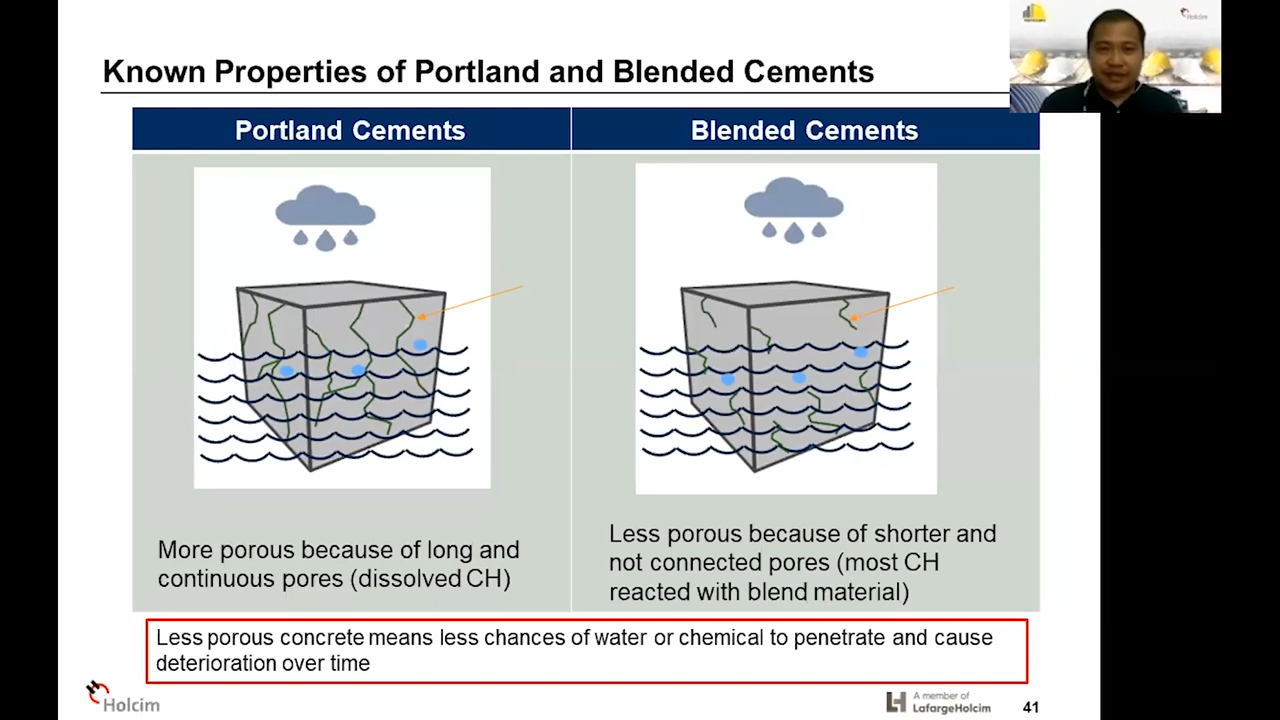 Known Properties of Portland and Blended Cements
Holcim
Portland Cements
Blended Cements
More porous because of long and
continuous pores (dissolved CH)
Less porous because of shorter and
not connected pores (most CH
reacted with blend material)
Less porous concrete means less chances of water or chemical to penetrate and cause
deterioration over time
Holcim
A member of
LafargeHolcim
41